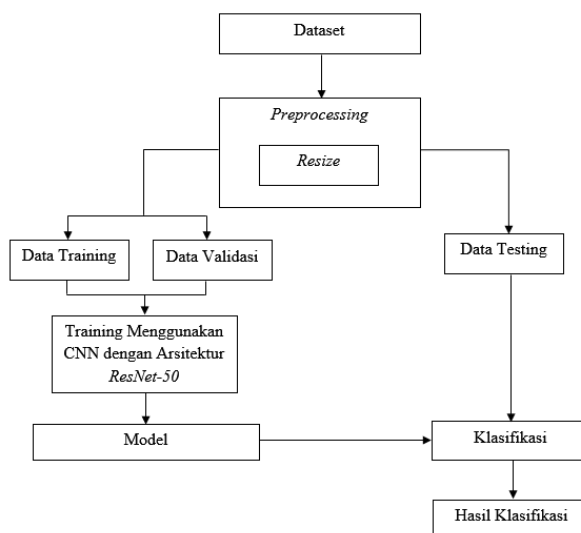 Dataset
Preprocessing
Resize
Data Training
Data Validasi
Data Testing
Training Menggunakan
CNN dengan Arsitektur
ResNet-50
Model
Klasifikasi
Hasil Klasifikasi